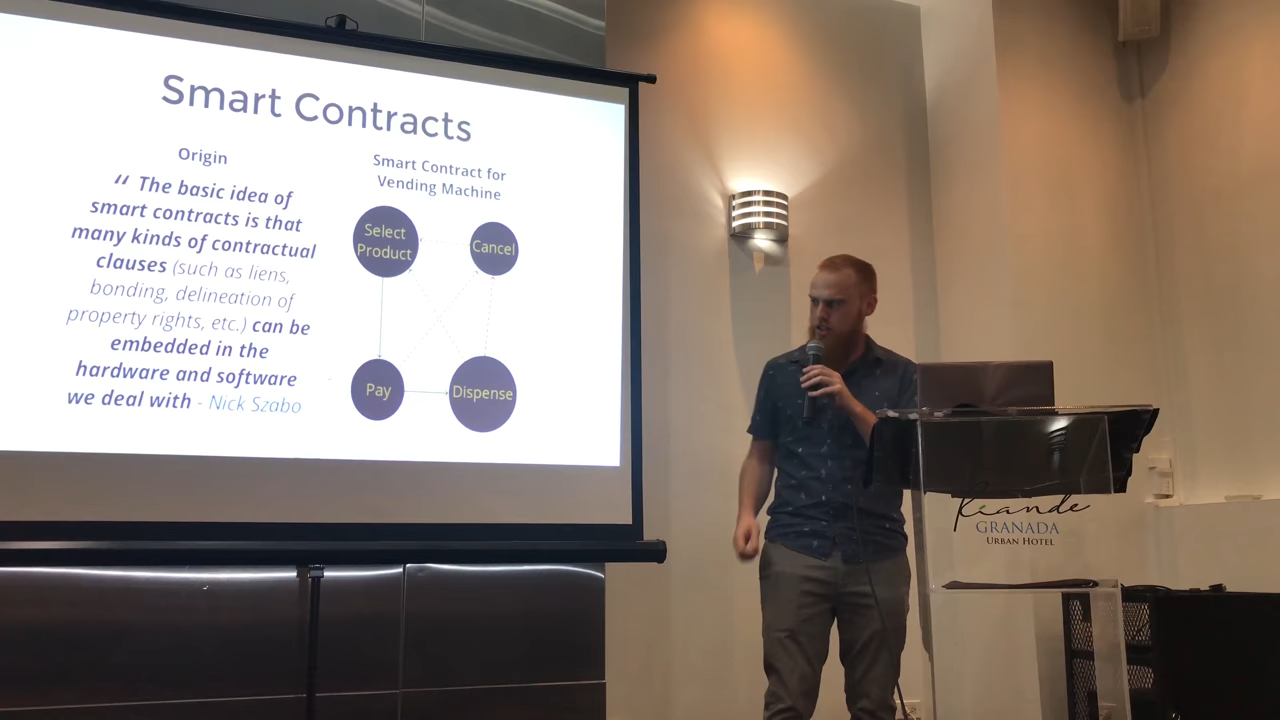 Smart Contracts
Origin
“ The basic idea of
smart contracts is that
many kinds of contractual
clauses (such as liens,
bonding, delineation of
property rights, etc.) can be
embedded in the
hardware and software
we deal with - Nick Szabo
Smart Contract for
Vending Machine
Select
Product
Cancel
Pay
Dispense
Riande
GRANADA
URBAN HOTEL